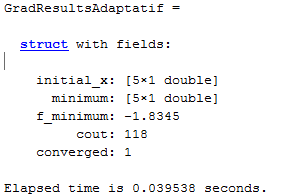 GradResultsAdaptatif =
struct with fields:
initial_x: [5×1 double]
minimum: [5×1 double]
f_minimum: -1.8345
cout: 118
converged: 1
Elapsed time is 0.039538 seconds.